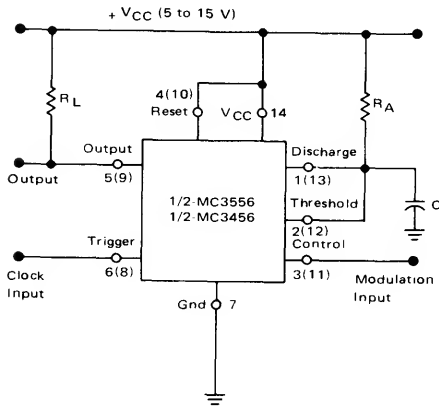 + VCC (5 to 15 V)
RL
4(10)
Reset
VCC
14
RA
Output
5(9)
Output
Discharge
1(13)
1/2-MC3556
1/2-MC3456
Threshold
2(12)
C
Trigger
6(8)
Control
3(11)
Clock
Input
Modulation
Input
Gnd
7